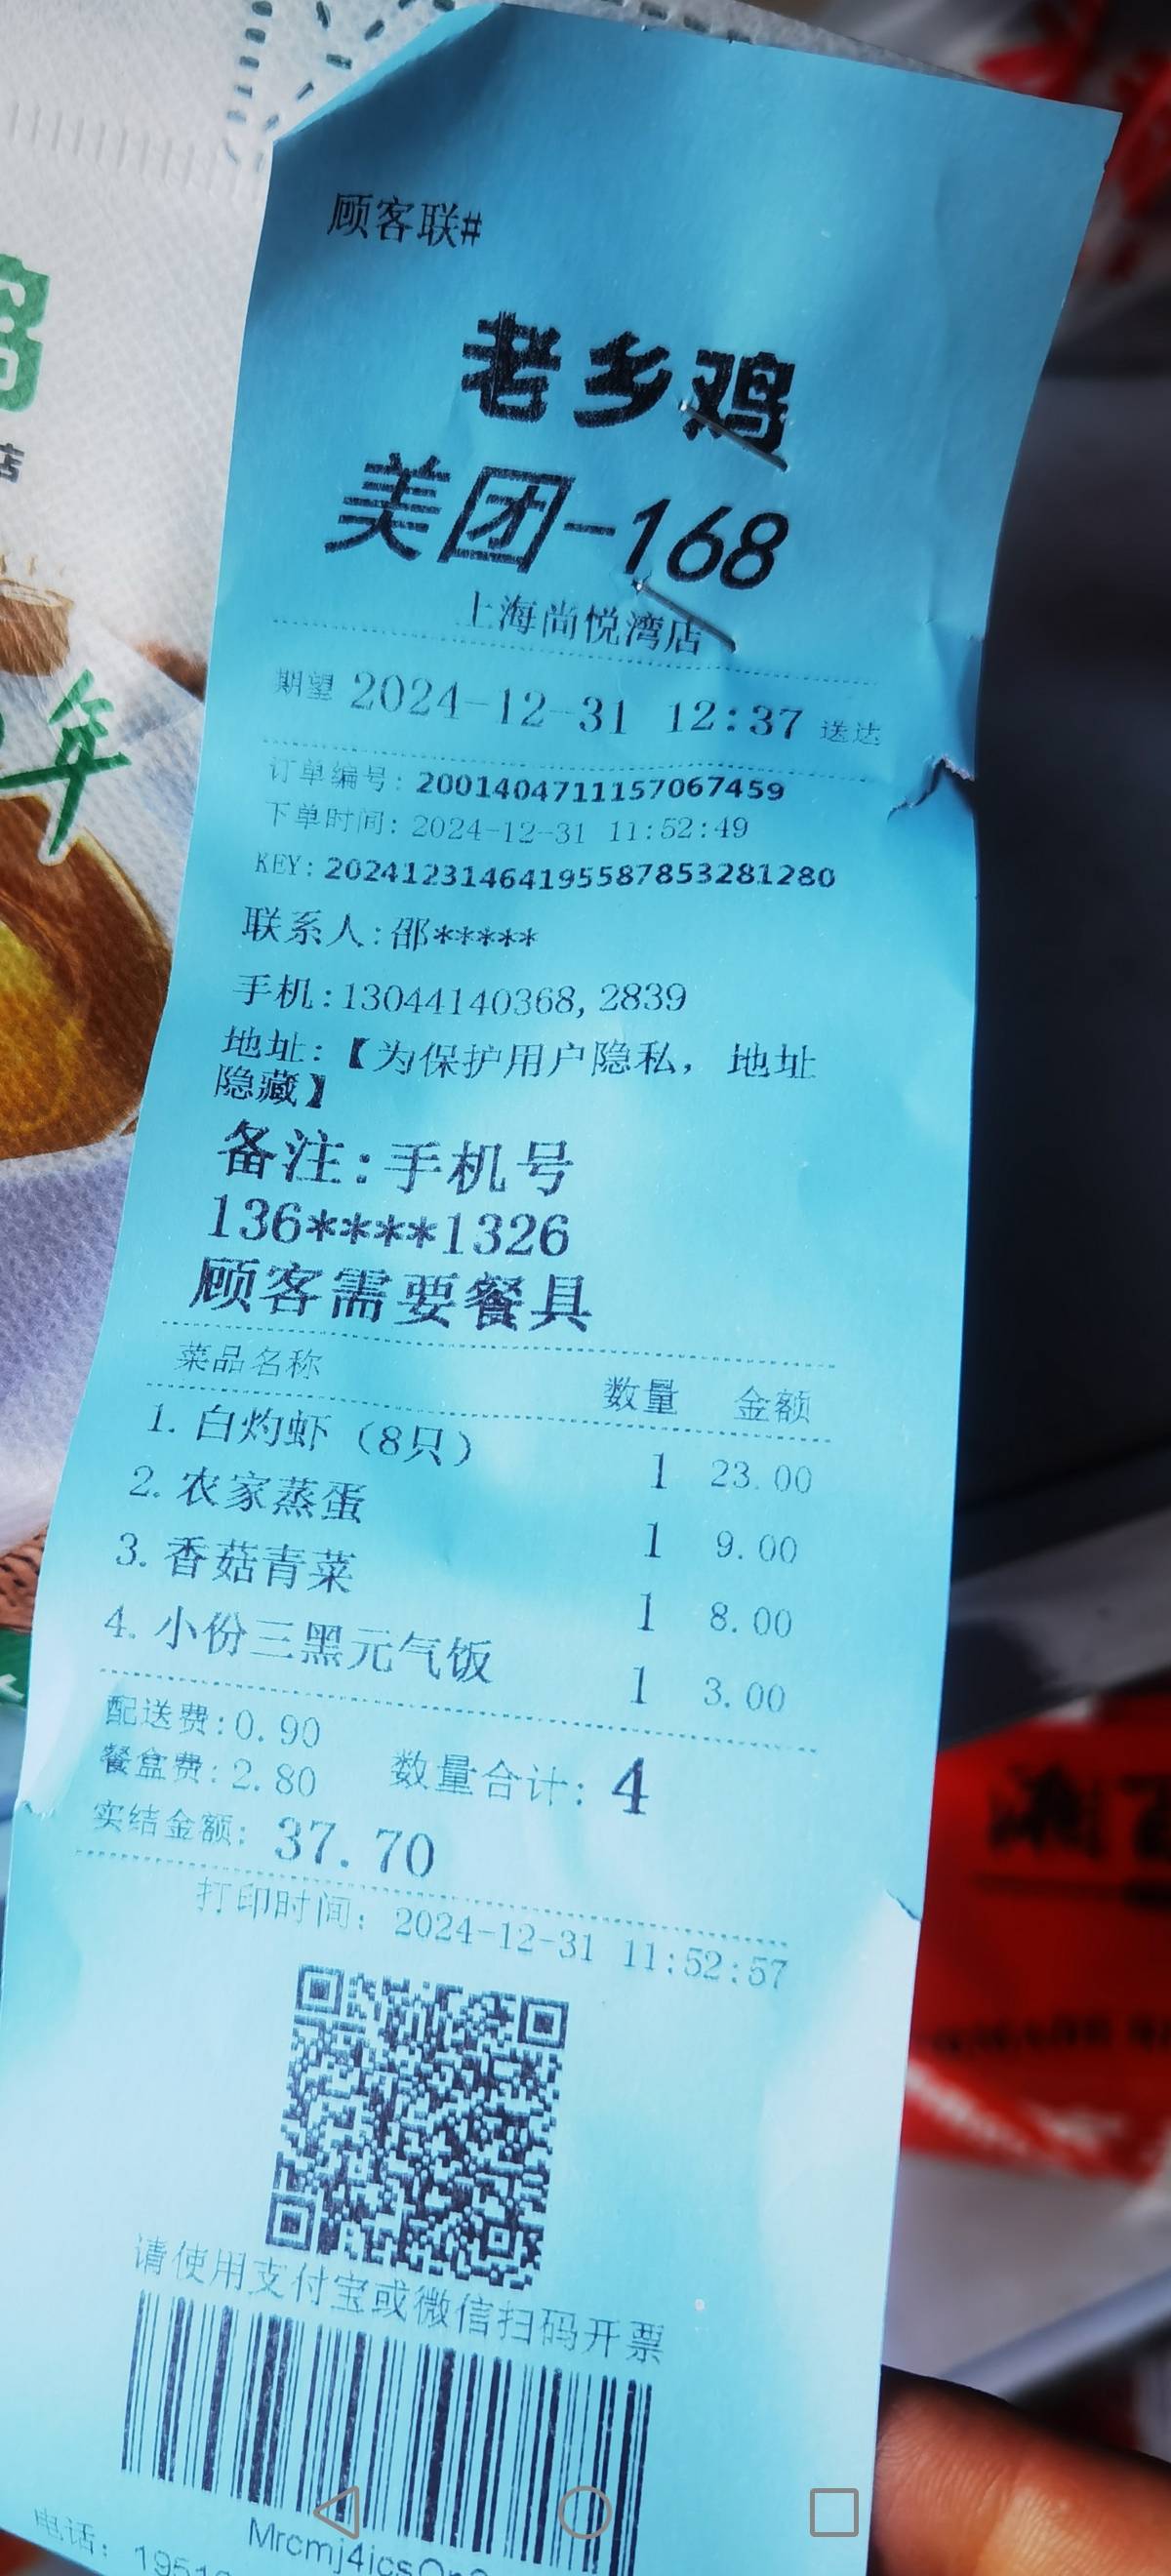 顾客联#
老乡鸡
美团-168
上海尚悦湾店
期望 2024-12-31 12:37 送达
订单编号: 2001404711157067459
下单时间: 2024-12-31 11:52:49
KEY: 20241231464195587853281280
联系人: 邵*****
手机:13044140368, 2839
地址: 【为保护用户隐私, 地址
隐藏】
备注: 手机号
136****1326
顾客需要餐具
菜品名称 数量 金额
1. 白灼虾 (8只) 1 23.00
2. 农家蒸蛋 1 9.00
3. 香菇青菜 1 8.00
4. 小份三黑元气饭 1 3.00
配送费:0.90
餐盒费:2.80 数量合计: 4
实结金额: 37.70
打印时间: 2024-12-31 11:52:57
请使用支付宝或微信扫码开票
电话: 19512
店
年